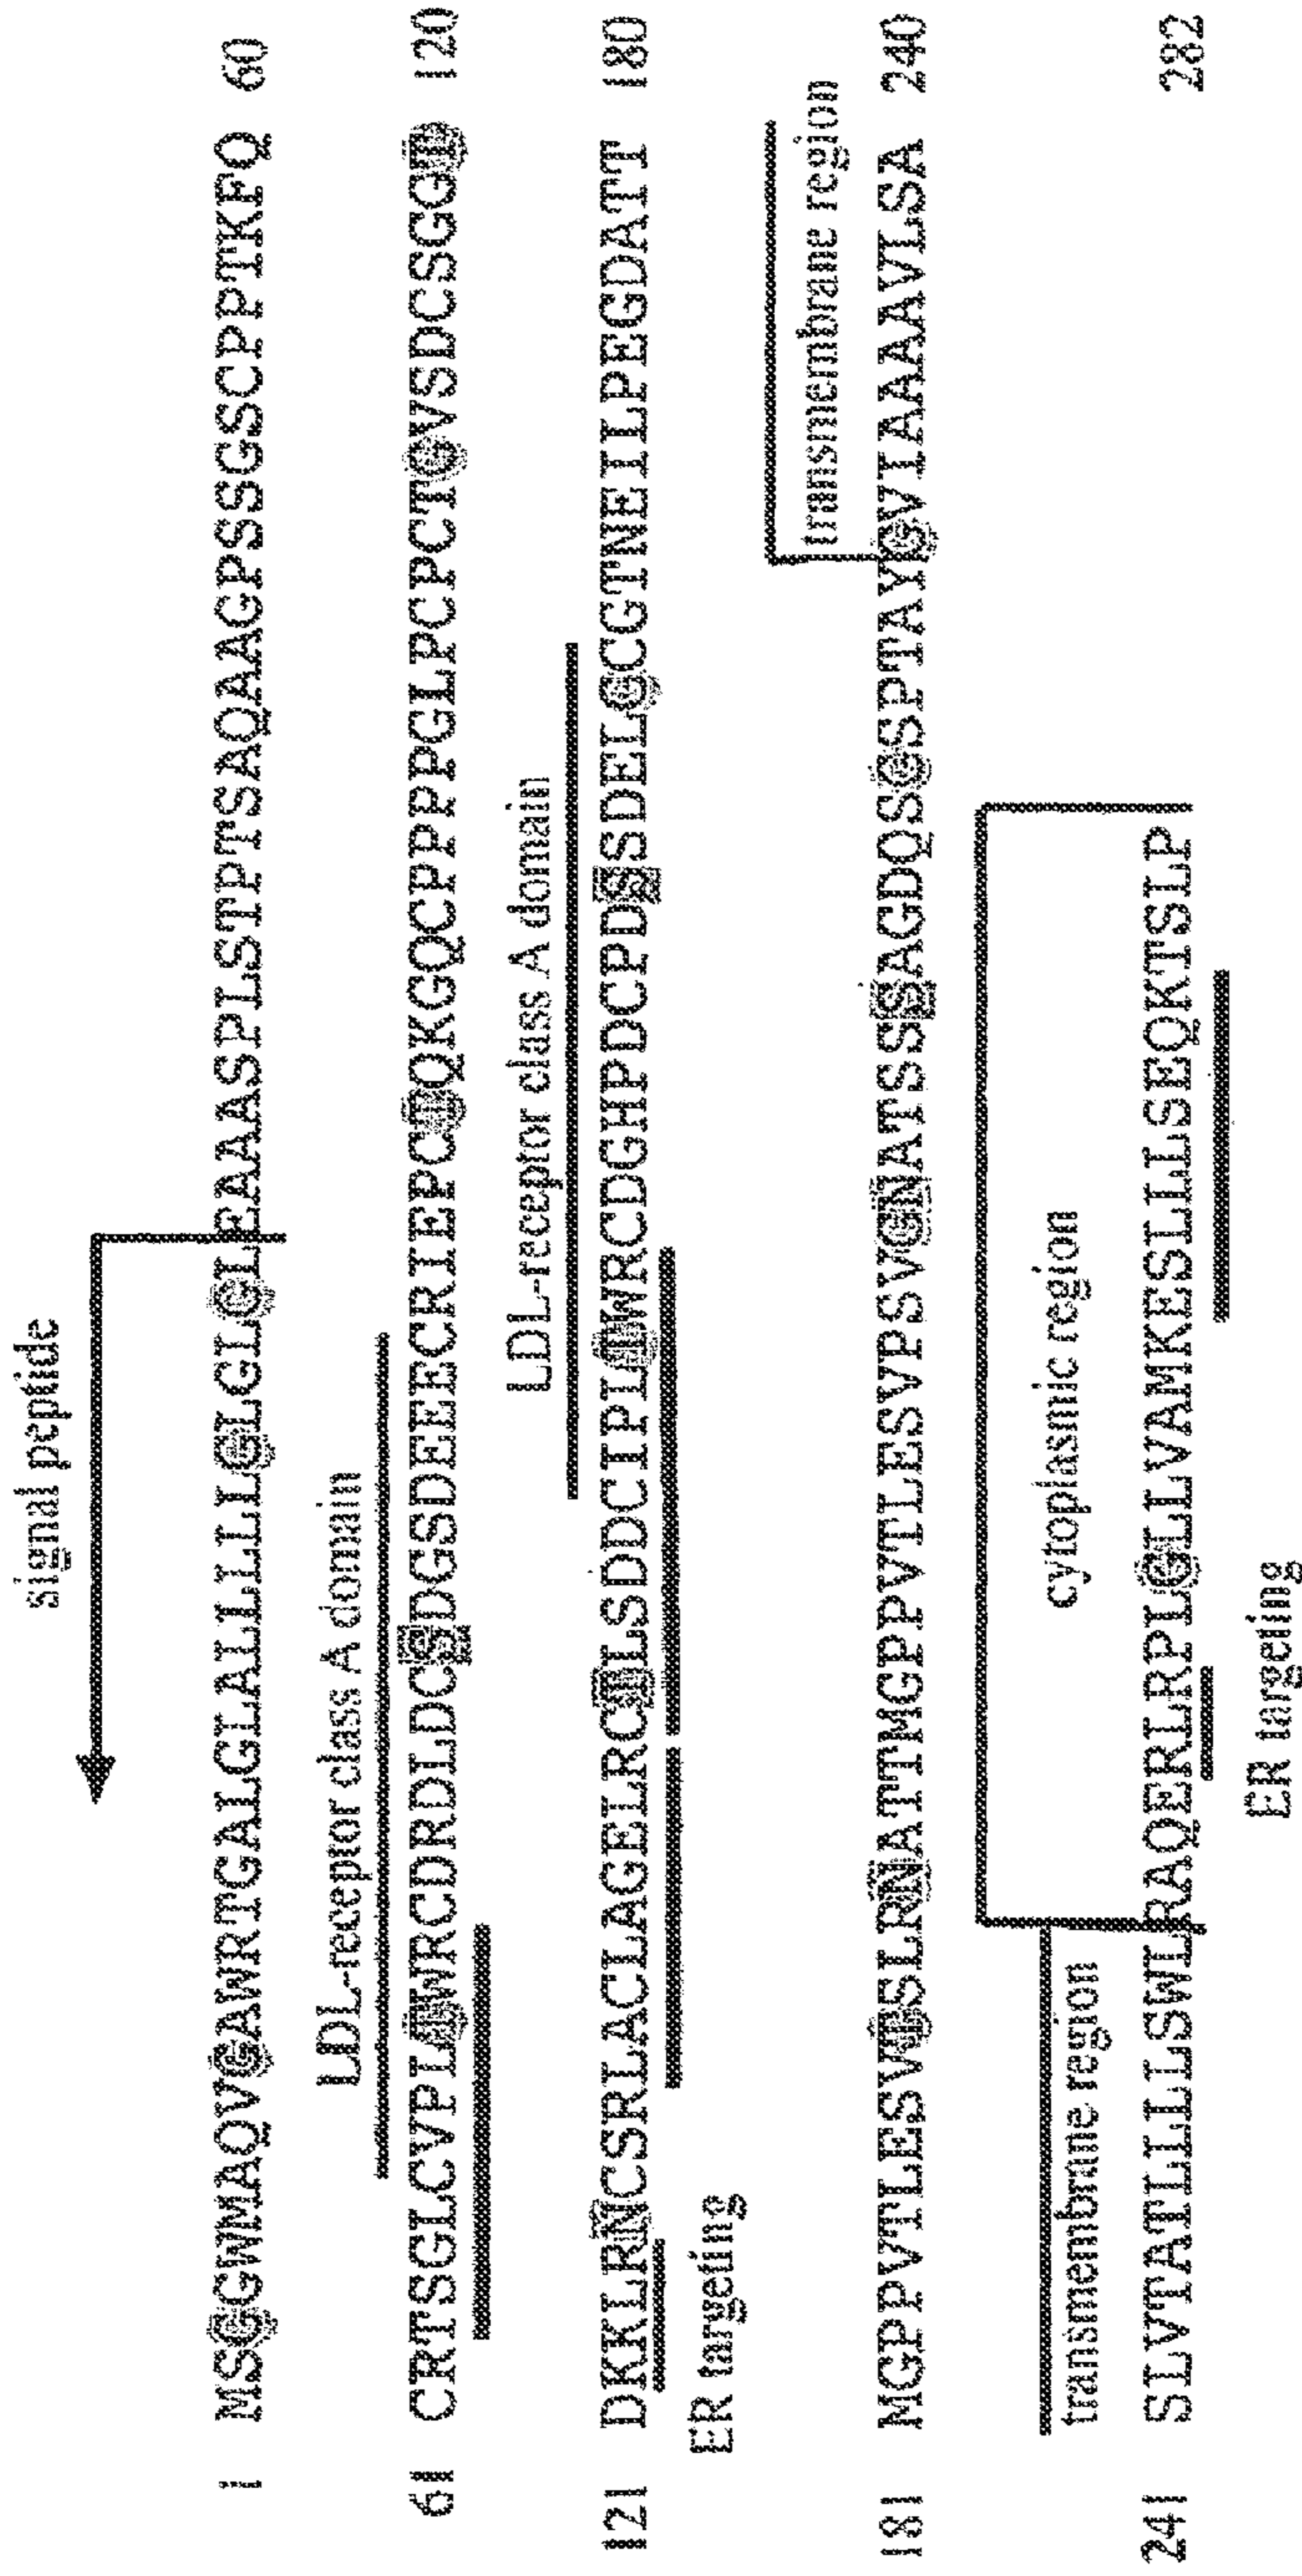 signal peptide
1 MSGGWMAQVGAWRTGALGLALLLLLGLGLGLEAAASPLSTPTSAQAAGPSSGSCPPTKFQ 60
LDL-receptor class A domain
61 CRTSGLCVPLTWRCDRDLDCSDGSDEEECRIEPCTQKGQCPPPPGLPCPCTGVSDCSGGT 120
LDL-receptor class A domain
121 DKKLRNCSRLACLAGELRCTLSDDCIPLTWRCDGHPDCPDSSDELGCGTNEILPEGDATT 180
ER targeting
transmembrane region
181 MGPPVTLESVTSLRNATTMGPPVTLESVPSVGNATSSSAGDQSGSPTAYGVIAAAAVLSA 240
transmembrane region
cytoplasmic region
241 SLVTATLLLLSWLRAQERLRPLGLLVAMKESLLLSEQKTSLP 282
ER targeting